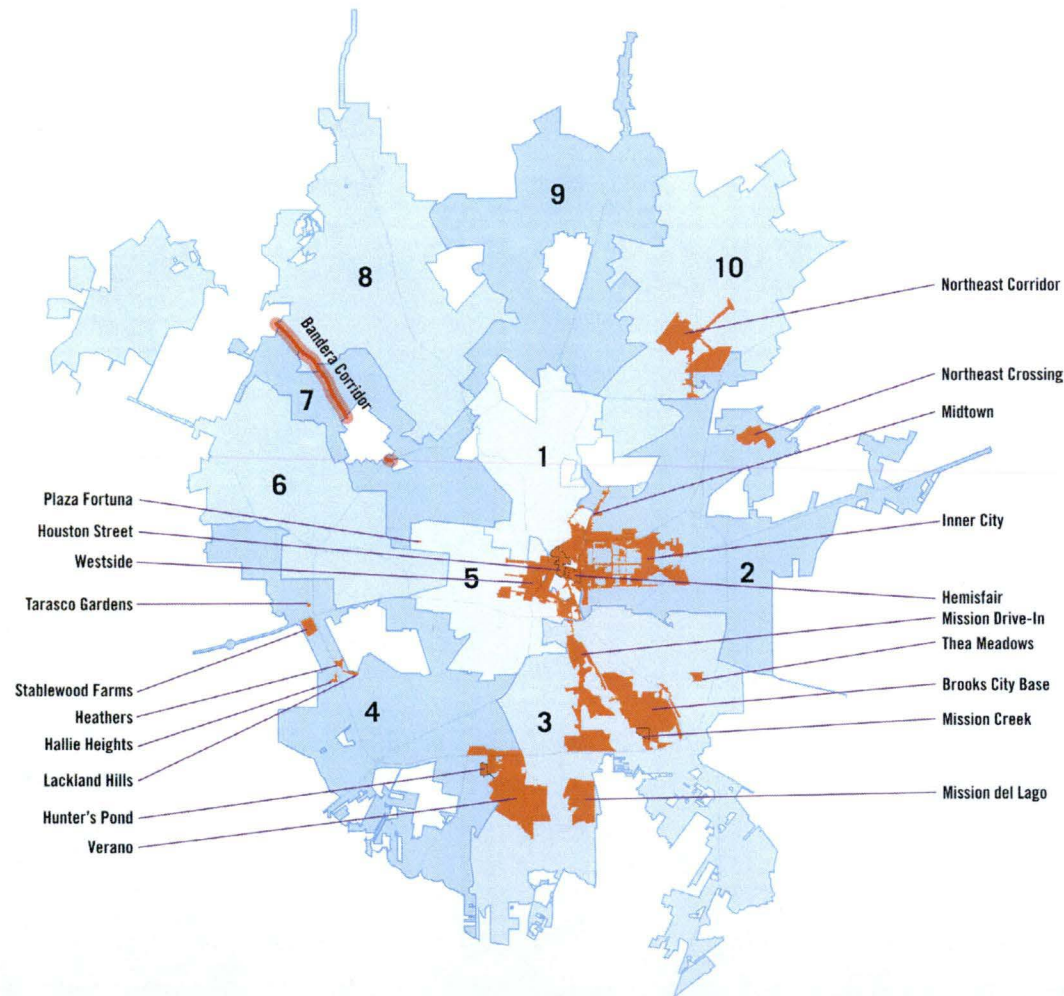 9
8
10
Northeast Corridor
Bandera Corridor
7
Northeast Crossing
Midtown
1
6
Plaza Fortuna
Houston Street
Westside
Inner City
5
2
Tarasco Gardens
Hemisfair
Mission Drive-In
Thea Meadows
Stablewood Farms
Heathers
Hallie Heights
Lackland Hills
Hunter's Pond
Verano
4
3
Brooks City Base
Mission Creek
Mission del Lago